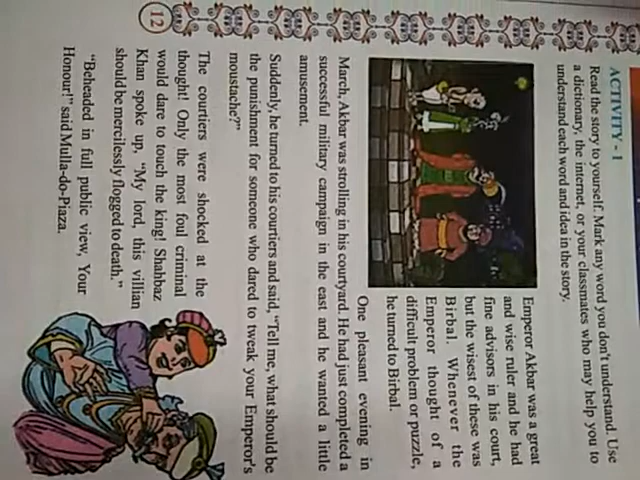 ACTIVITY - 1
Read the story to yourself. Mark any word you don't understand. Use
a dictionary, the internet, or your classmates who may help you to
understand each word and idea in the story.
Emperor Akbar was a great
and wise ruler and he had
fine advisors in his court,
but the wisest of these was
Birbal. Whenever the
Emperor thought of a
difficult problem or puzzle,
he turned to Birbal.
One pleasant evening in
March, Akbar was strolling in his courtyard. He had just completed a
successful military campaign in the east and he wanted a little
amusement.
Suddenly, he turned to his courtiers and said, "Tell me, what should be
the punishment for someone who dared to tweak your Emperor's
moustache?"
The courtiers were shocked at the
thought! Only the most foul criminal
would dare to touch the king! Shahbaz
Khan spoke up, "My lord, this villian
should be mercilessly flogged to death."
"Beheaded in full public view, Your
Honour!" said Mulla-do-Piaza.
12